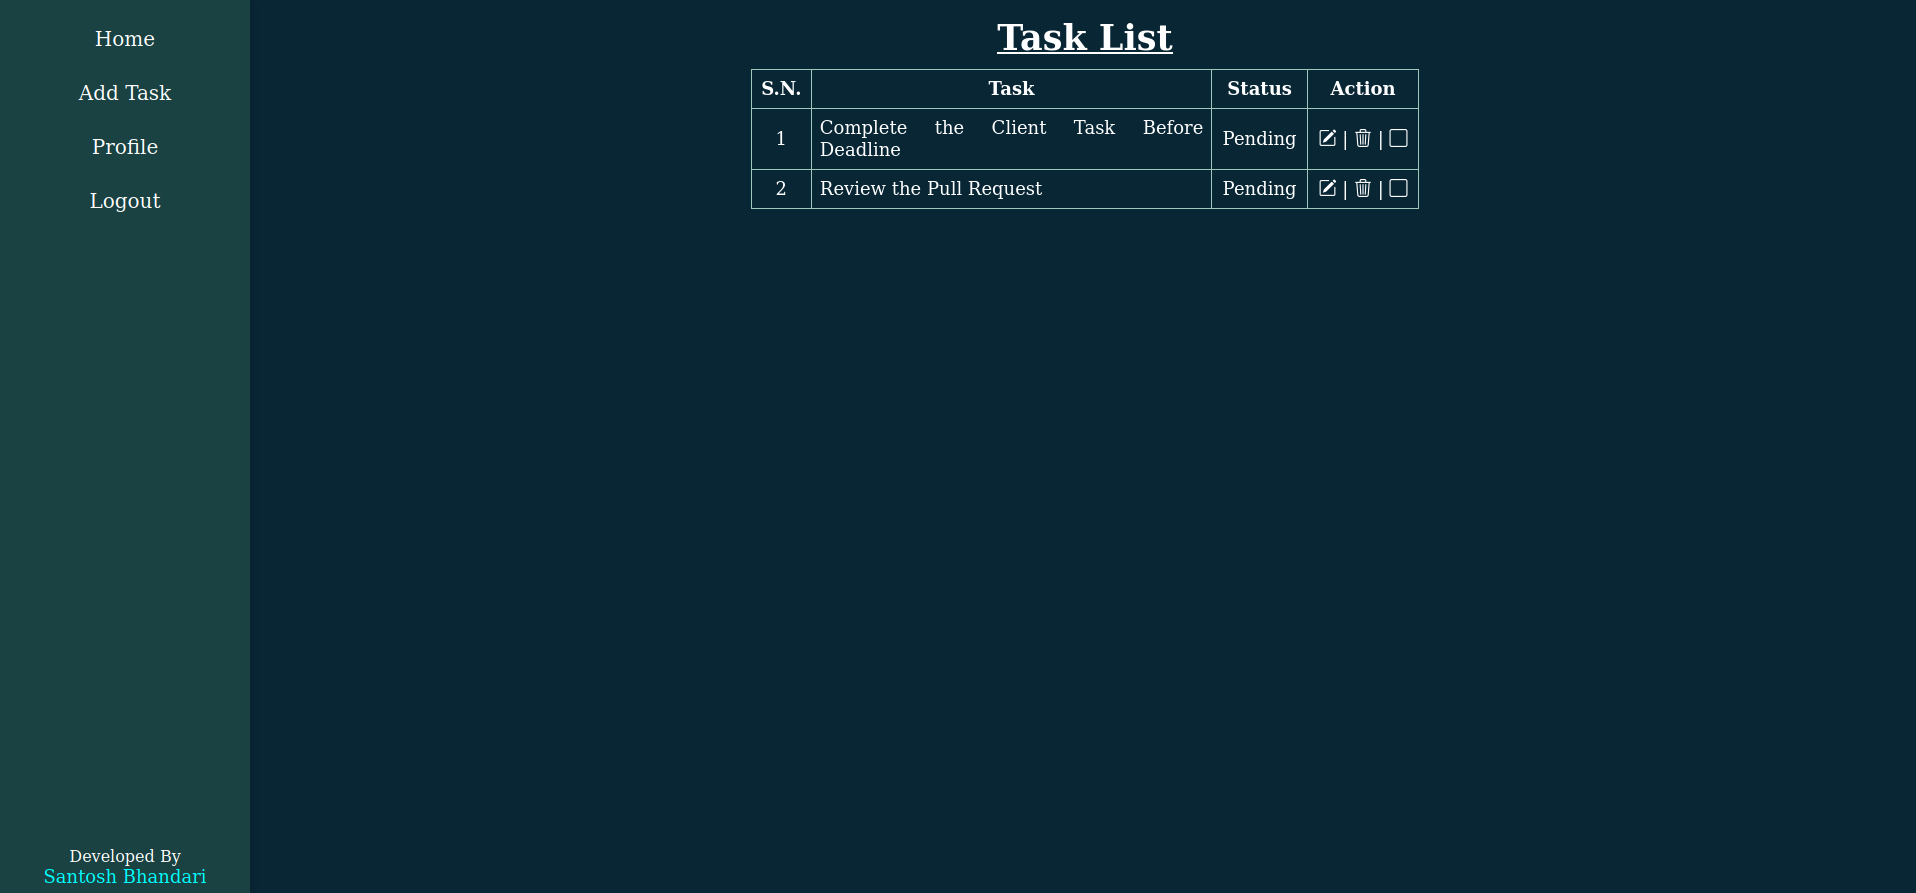 Home
Add Task
Profile
Logout
Developed By
Santosh Bhandari
Task List
S.N. Task Status Action
1 Complete the Client Task Before Deadline Pending | |
2 Review the Pull Request Pending | |